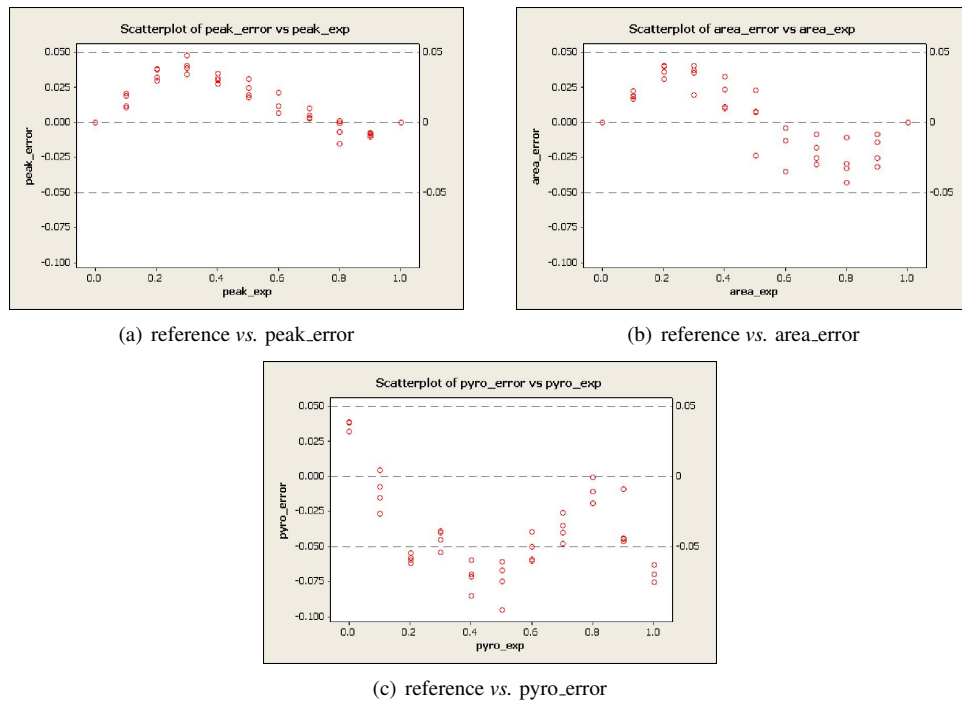 Scatterplot of peak_error vs peak_exp
0.050
0.025
0.000
-0.025
-0.050
-0.075
-0.100
0.05
0
-0.05
peak_error
0.0 0.2 0.4 0.6 0.8 1.0
peak_exp
(a) reference vs. peak_error
Scatterplot of area_error vs area_exp
0.050
0.025
0.000
-0.025
-0.050
-0.075
-0.100
0.05
0
-0.05
area_error
0.0 0.2 0.4 0.6 0.8 1.0
area_exp
(b) reference vs. area_error
Scatterplot of pyro_error vs pyro_exp
0.050
0.025
0.000
-0.025
-0.050
-0.075
-0.100
0.05
0
-0.05
pyro_error
0.0 0.2 0.4 0.6 0.8 1.0
pyro_exp
(c) reference vs. pyro_error